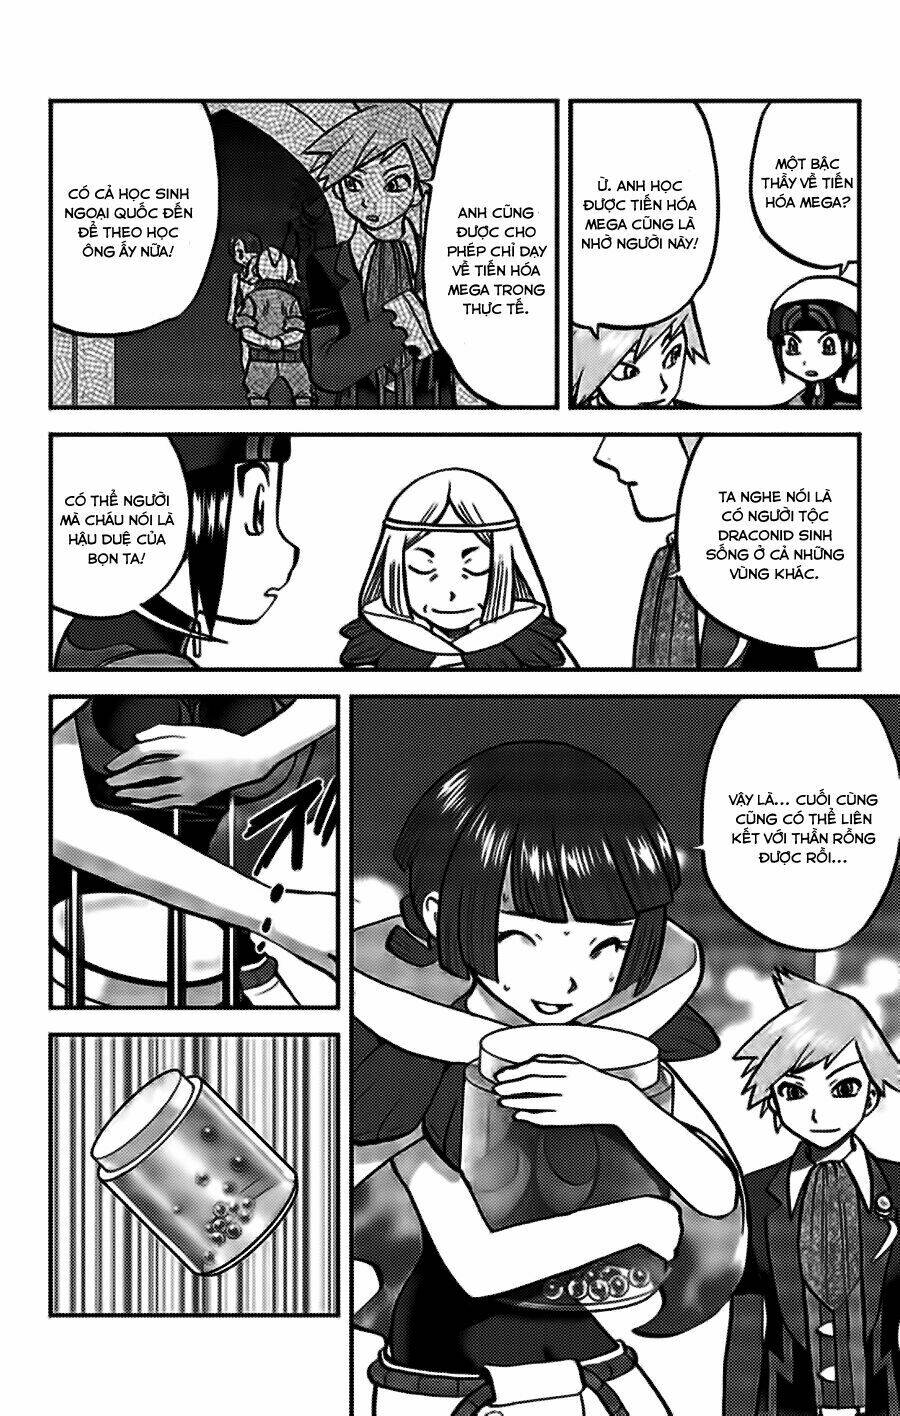 MỘT BẬC
THẦY VỀ TIẾN
HÓA MEGA?
Ừ. ANH HỌC
ĐƯỢC TIẾN HÓA
MEGA CŨNG LÀ
NHỜ NGƯỜI NÀY!
ANH CŨNG
ĐƯỢC CHO
PHÉP CHỈ DẠY
VỀ TIẾN HÓA
MEGA TRONG
THỰC TẾ.
CÓ CẢ HỌC SINH
NGOẠI QUỐC ĐẾN
ĐỂ THEO HỌC
ÔNG ẤY NỮA!
TA NGHE NÓI LÀ
CÓ NGƯỜI TỘC
DRACONID SINH
SỐNG Ở CẢ NHỮNG
VÙNG KHÁC.
CÓ THỂ NGƯỜI
MÀ CHÁU NÓI LÀ
HẬU DUỆ CỦA
BỌN TA!
VẬY LÀ... CUỐI CÙNG
CŨNG CÓ THỂ LIÊN
KẾT VỚI THẦN RỒNG
ĐƯỢC RỒI...